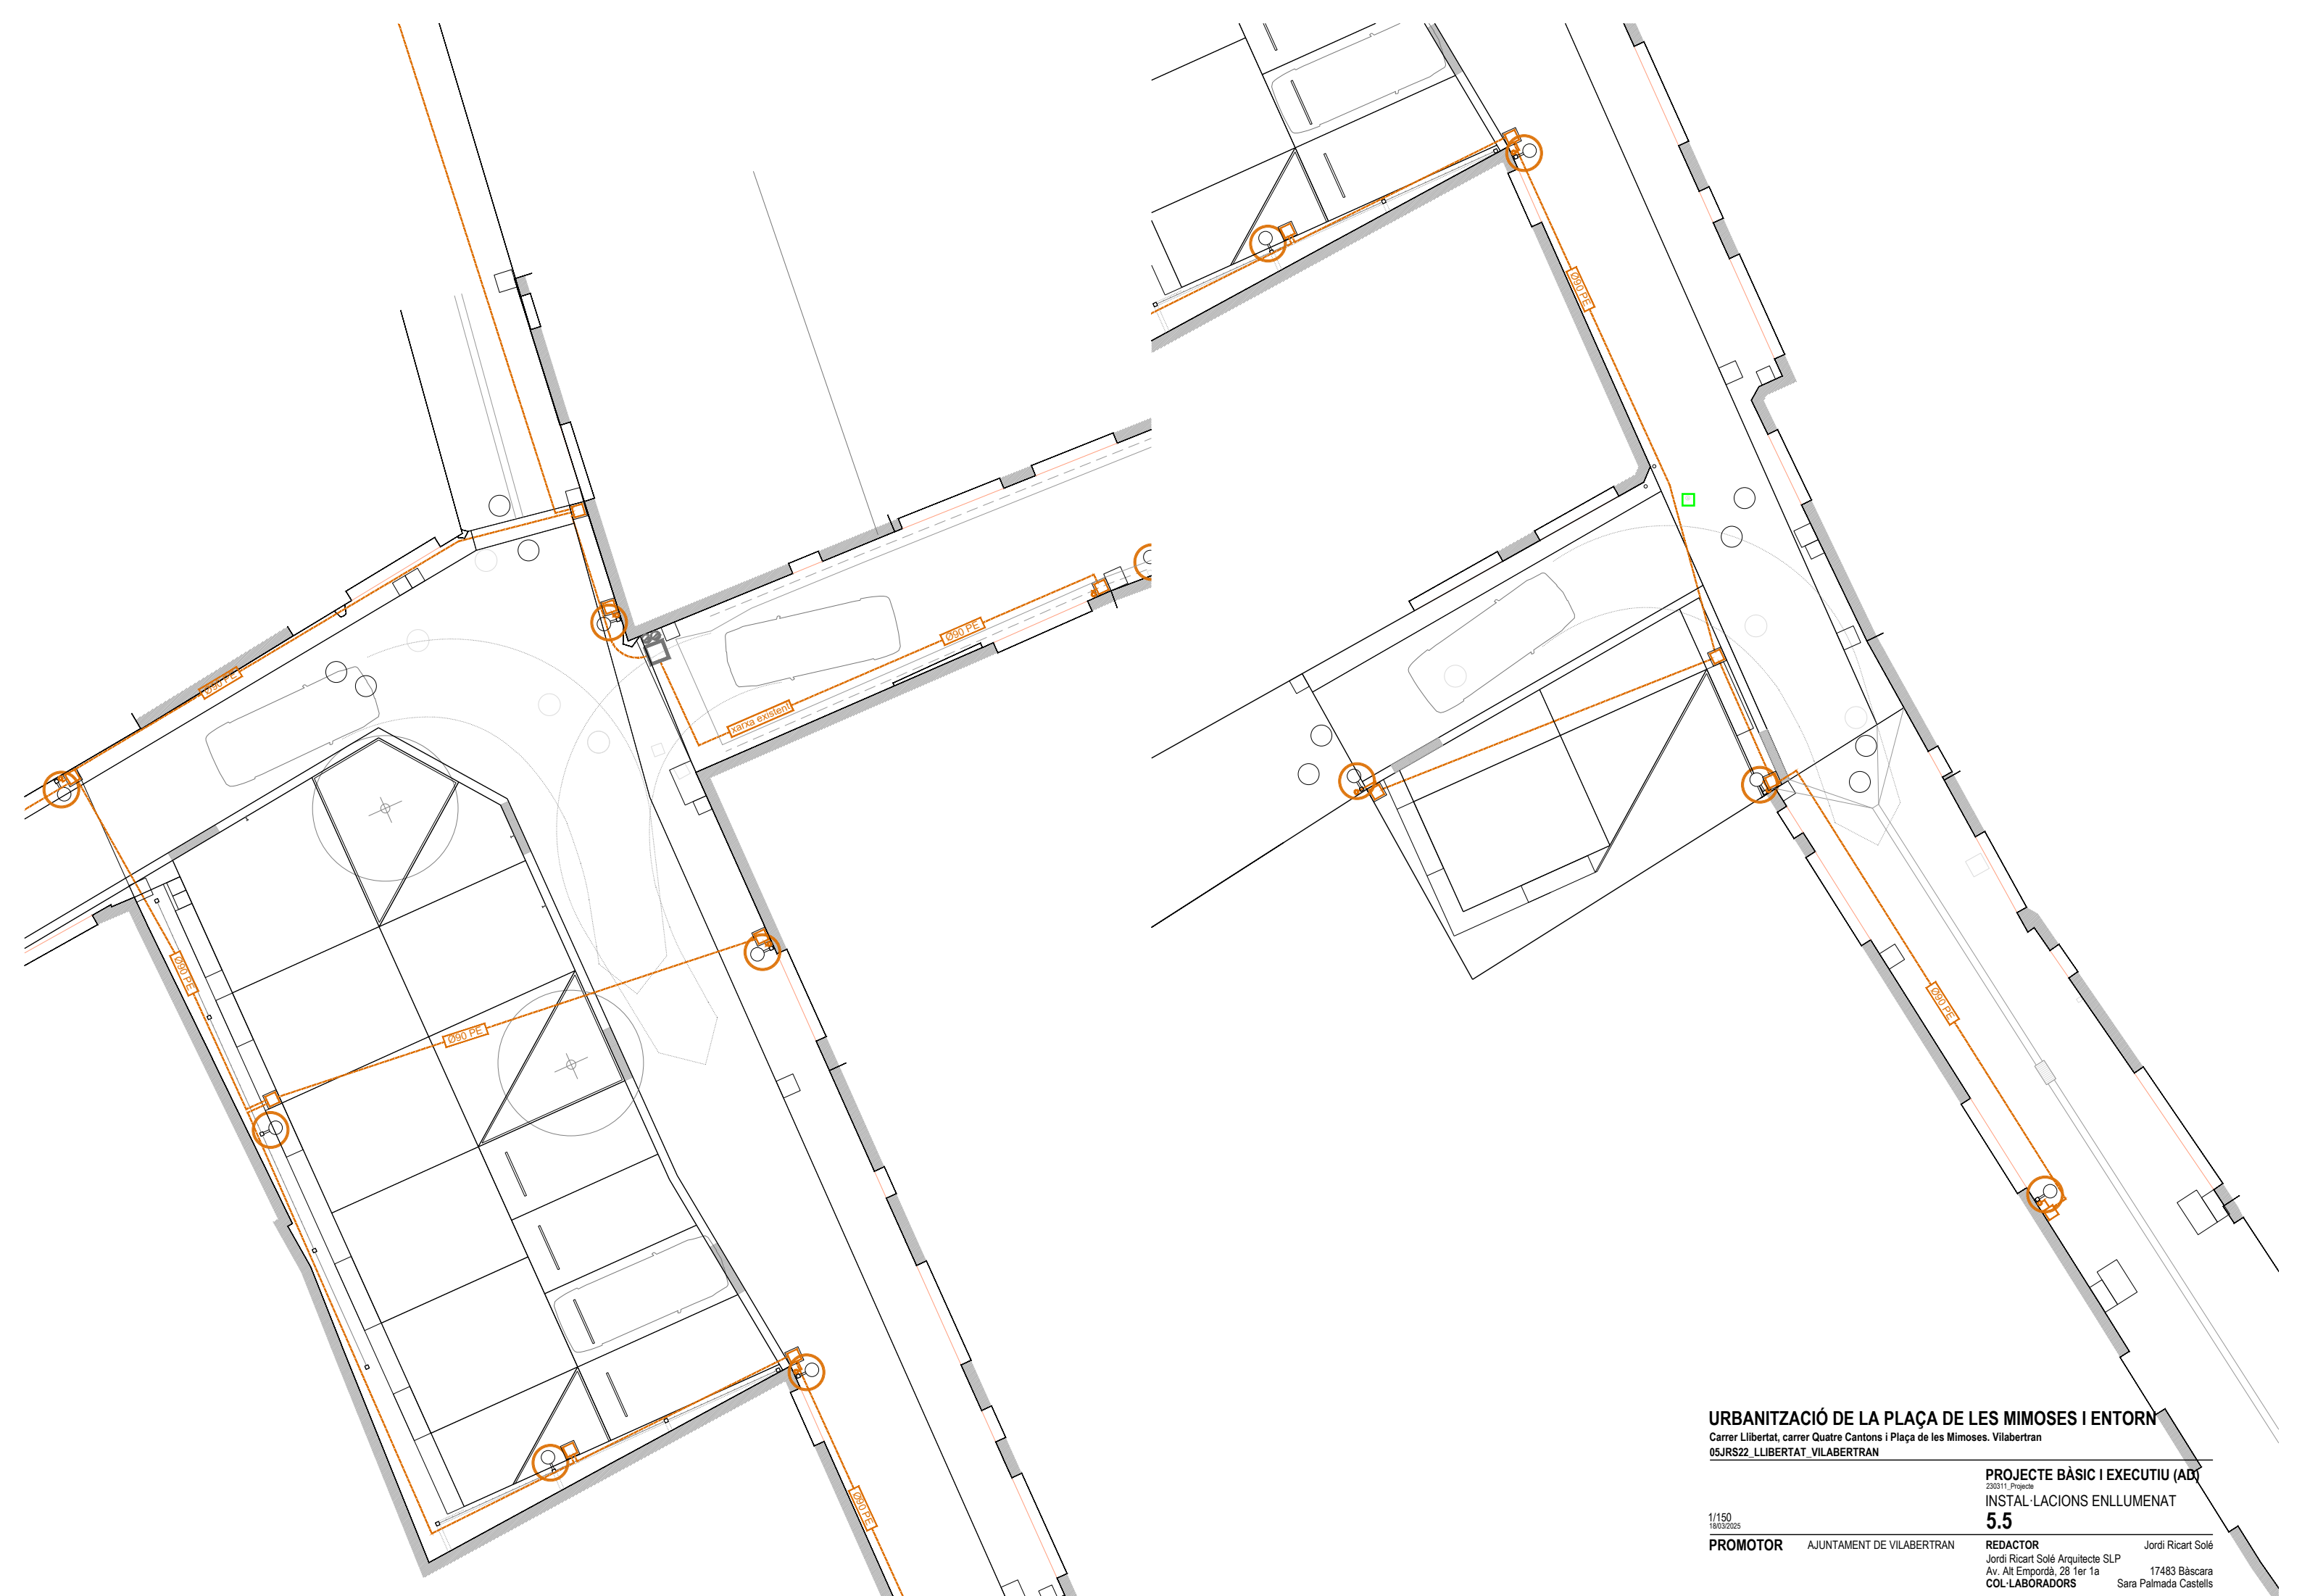 Ø90 PE
Ø90 PE
xarxa existent
Ø90 PE
Ø90 PE
Ø90 PE
Ø90 PE
Ø90 PE
URBANITZACIÓ DE LA PLAÇA DE LES MIMOSES I ENTORN
Carrer Llibertat, carrer Quatre Cantons i Plaça de les Mimoses. Vilabertran
05JRS22_LLIBERTAT_VILABERTRAN
PROJECTE BÀSIC I EXECUTIU (AD)
230311_Projecte
INSTAL·LACIONS ENLLUMENAT
1/150
18/03/2025
5.5
PROMOTOR AJUNTAMENT DE VILABERTRAN
REDACTOR Jordi Ricart Solé
Jordi Ricart Solé Arquitecte SLP
Av. Alt Empordà, 28 1er 1a 17483 Bàscara
COL·LABORADORS Sara Palmada Castells